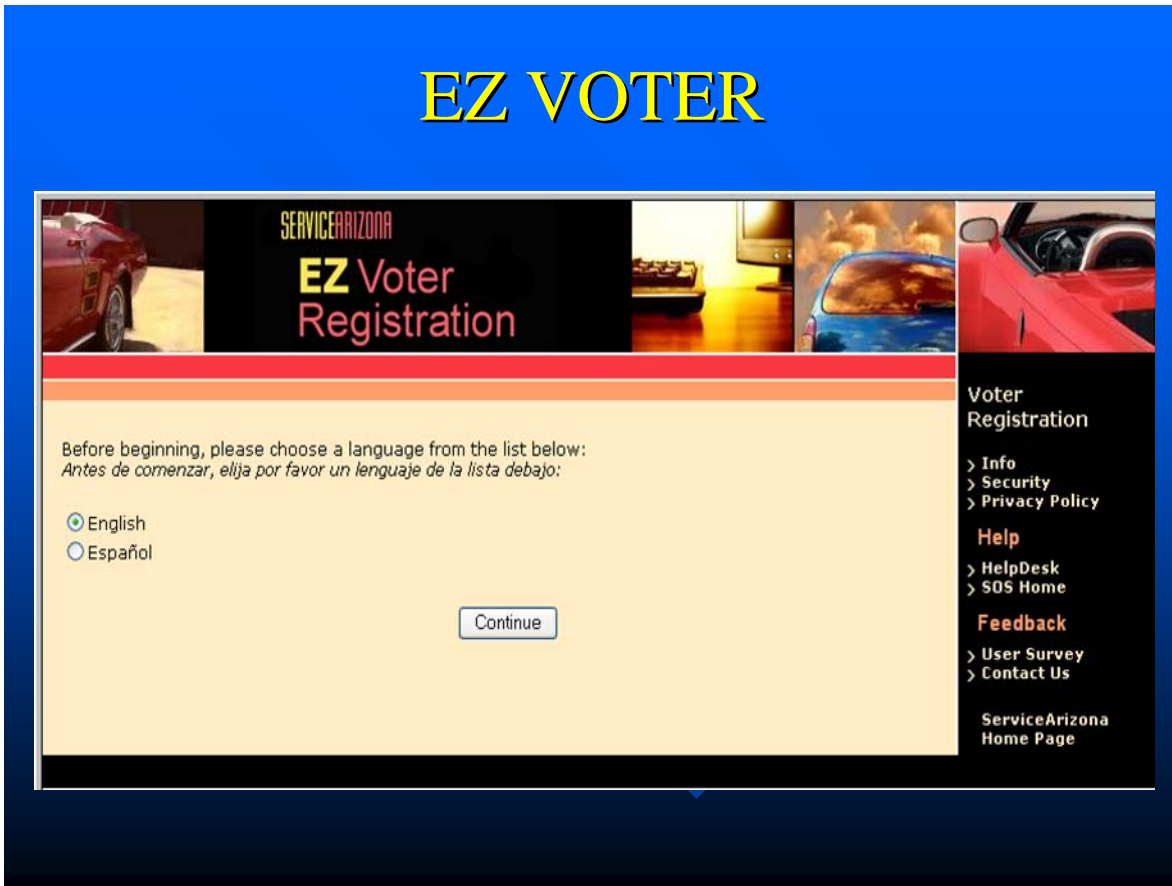 EZ VOTER
SERVICEARIZONA
EZ Voter
Registration
Before beginning, please choose a language from the list below:
Antes de comenzar, elija por favor un lenguaje de la lista debajo:
English
Español
Continue
Voter
Registration
> Info
> Security
> Privacy Policy
Help
> HelpDesk
> SOS Home
Feedback
> User Survey
> Contact Us
ServiceArizona
Home Page